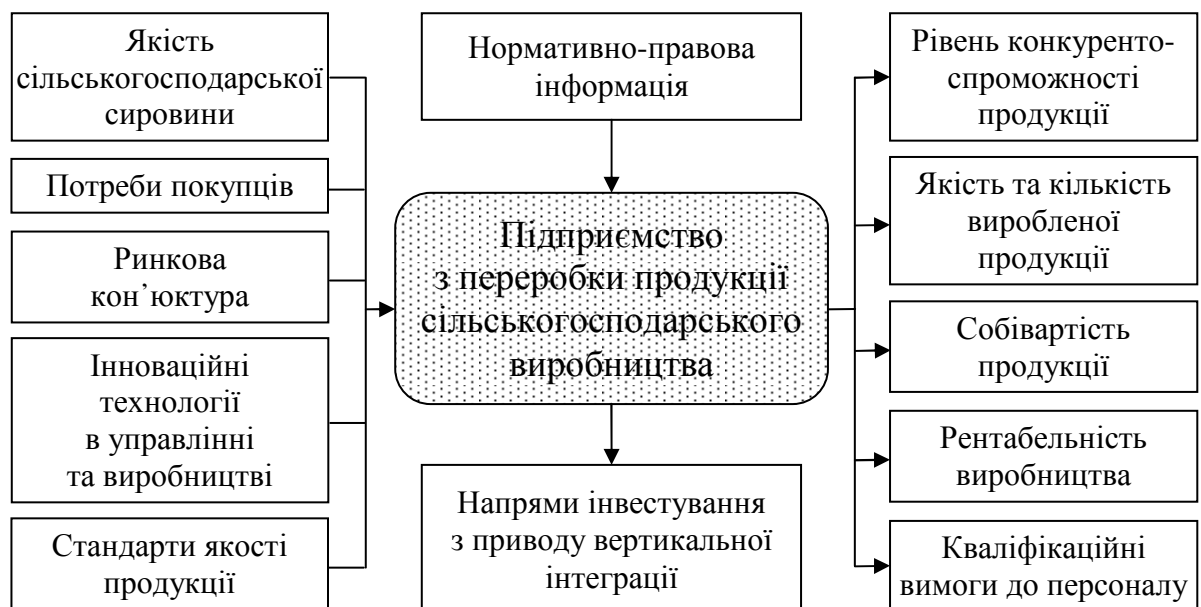 Якість
сільськогосподарської
сировини
Потреби покупців
Ринкова
кон’юктура
Інноваційні
технології
в управлінні
та виробництві
Стандарти якості
продукції
Нормативно-правова
інформація
Підприємство
з переробки продукції
сільськогосподарського
виробництва
Напрями інвестування
з приводу вертикальної
інтеграції
Рівень конкуренто-
спроможності
продукції
Якість та кількість
виробленої
продукції
Собівартість
продукції
Рентабельність
виробництва
Кваліфікаційні
вимоги до персоналу